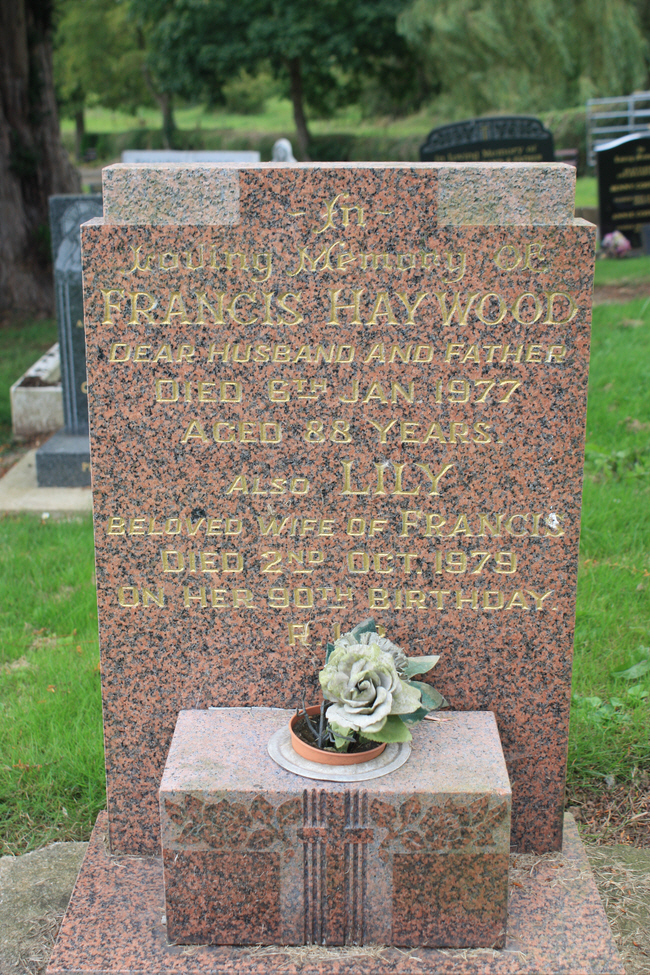 - In -
Loving Memory Of
FRANCIS HAYWOOD
DEAR HUSBAND AND FATHER
DIED 6TH JAN. 1977
AGED 88 YEARS.
ALSO LILY
BELOVED WIFE OF FRANCIS
DIED 2ND OCT. 1979
ON HER 90TH BIRTHDAY.
R.